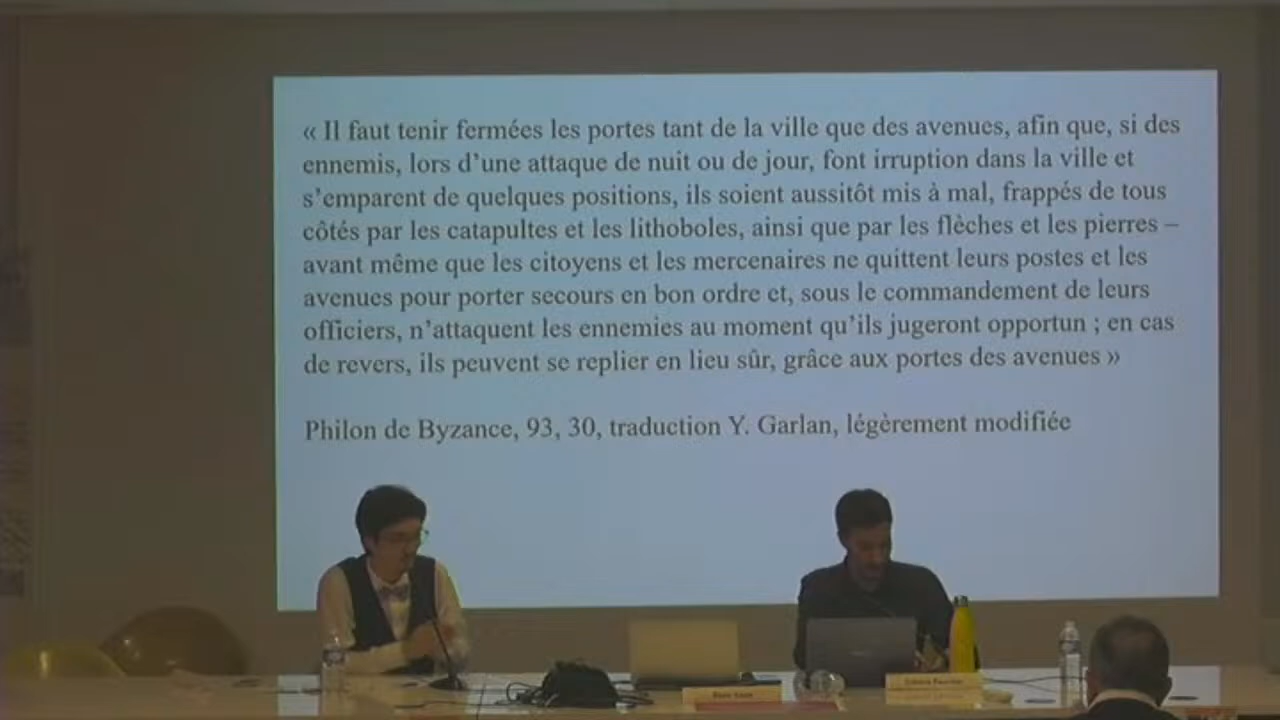 « Il faut tenir fermées les portes tant de la ville que des avenues, afin que, si des
ennemis, lors d’une attaque de nuit ou de jour, font irruption dans la ville et
s’emparent de quelques positions, ils soient aussitôt mis à mal, frappés de tous
côtés par les catapultes et les lithoboles, ainsi que par les flèches et les pierres –
avant même que les citoyens et les mercenaires ne quittent leurs postes et les
avenues pour porter secours en bon ordre et, sous le commandement de leurs
officiers, n’attaquent les ennemies au moment qu’ils jugeront opportun ; en cas
de revers, ils peuvent se replier en lieu sûr, grâce aux portes des avenues »
Philon de Byzance, 93, 30, traduction Y. Garlan, légèrement modifiée